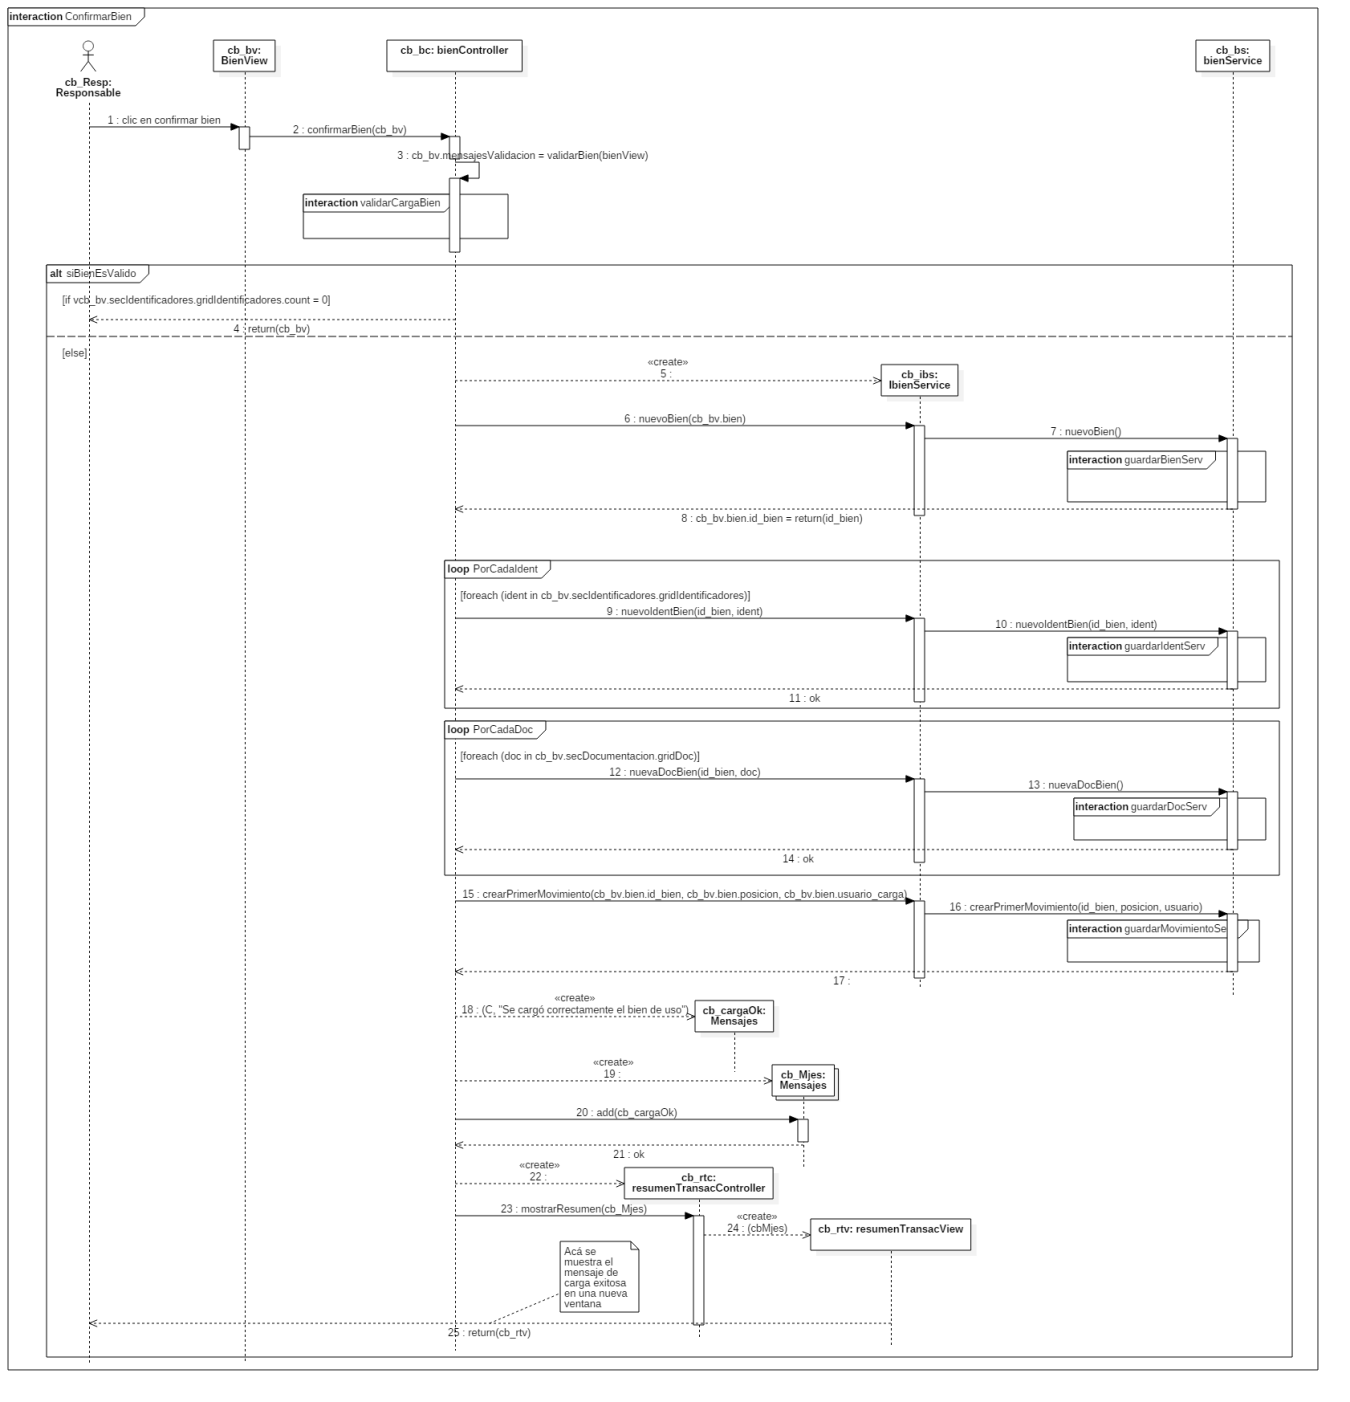 interaction ConfirmarBien
cb_Resp:
Responsable
cb_bv:
BienView
cb_bc: bienController
cb_bs:
bienService
1 : clic en confirmar bien
2 : confirmarBien(cb_bv)
3 : cb_bv.mensajesValidacion = validarBien(bienView)
interaction validarCargaBien
alt siBienEsValido
[if vcb_bv.secIdentificadores.gridIdentificadores.count = 0]
4 : return(cb_bv)
[else]
«create»
5 :
cb_ibs:
IbienService
6 : nuevoBien(cb_bv.bien)
7 : nuevoBien()
interaction guardarBienServ
8 : cb_bv.bien.id_bien = return(id_bien)
loop PorCadaIdent
[foreach (ident in cb_bv.secIdentificadores.gridIdentificadores)]
9 : nuevoIdentBien(id_bien, ident)
10 : nuevoIdentBien(id_bien, ident)
interaction guardarIdentServ
11 : ok
loop PorCadaDoc
[foreach (doc in cb_bv.secDocumentacion.gridDoc)]
12 : nuevaDocBien(id_bien, doc)
13 : nuevaDocBien()
interaction guardarDocServ
14 : ok
15 : crearPrimerMovimiento(cb_bv.bien.id_bien, cb_bv.bien.posicion, cb_bv.bien.usuario_carga)
16 : crearPrimerMovimiento(id_bien, posicion, usuario)
interaction guardarMovimientoSe
17 :
«create»
18 : (C, "Se cargó correctamente el bien de uso")
cb_cargaOk:
Mensajes
«create»
19 :
cb_Mjes:
Mensajes
20 : add(cb_cargaOk)
21 : ok
«create»
22 :
cb_rtc:
resumenTransacController
23 : mostrarResumen(cb_Mjes)
«create»
24 : (cbMjes)
cb_rtv: resumenTransacView
Acá se
muestra el
mensaje de
carga exitosa
en una nueva
ventana
25 : return(cb_rtv)